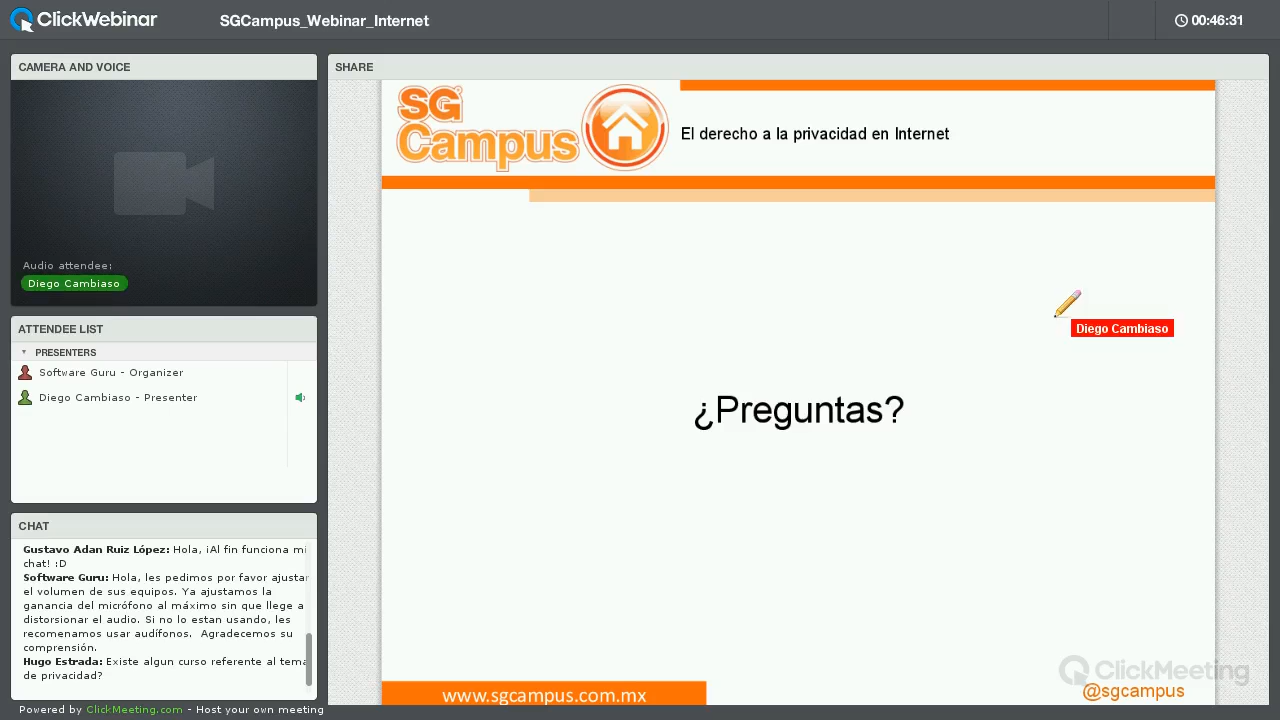 ClickWebinar
SGCampus_Webinar_Internet
00:46:31
CAMERA AND VOICE
Audio attendee:
Diego Cambiaso
ATTENDEE LIST
PRESENTERS
Software Guru - Organizer
Diego Cambiaso - Presenter
CHAT
Gustavo Adan Ruiz López: Hola, ¡Al fin funciona mi
chat! :D
Software Guru: Hola, les pedimos por favor ajustar
el volumen de sus equipos. Ya ajustamos la
ganancia del micrófono al máximo sin que llege a
distorsionar el audio. Si no lo estan usando, les
recomendamos usar audífonos. Agradecemos su
comprensión.
Hugo Estrada: Existe algun curso referente al tema
de privacidad?
Powered by ClickMeeting.com - Host your own meeting
SHARE
SG
Campus
El derecho a la privacidad en Internet
Diego Cambiaso
¿Preguntas?
ClickMeeting
www.sgcampus.com.mx
@sgcampus